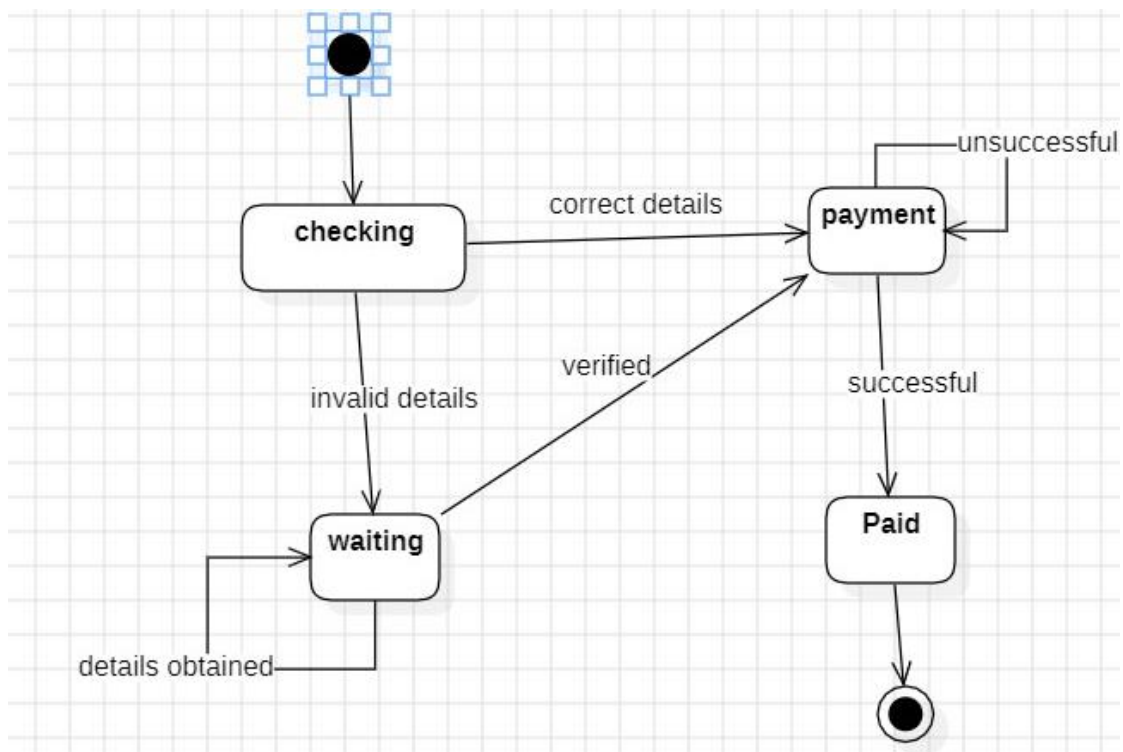 unsuccessful
correct details
payment
checking
verified
successful
invalid details
Paid
waiting
details obtained